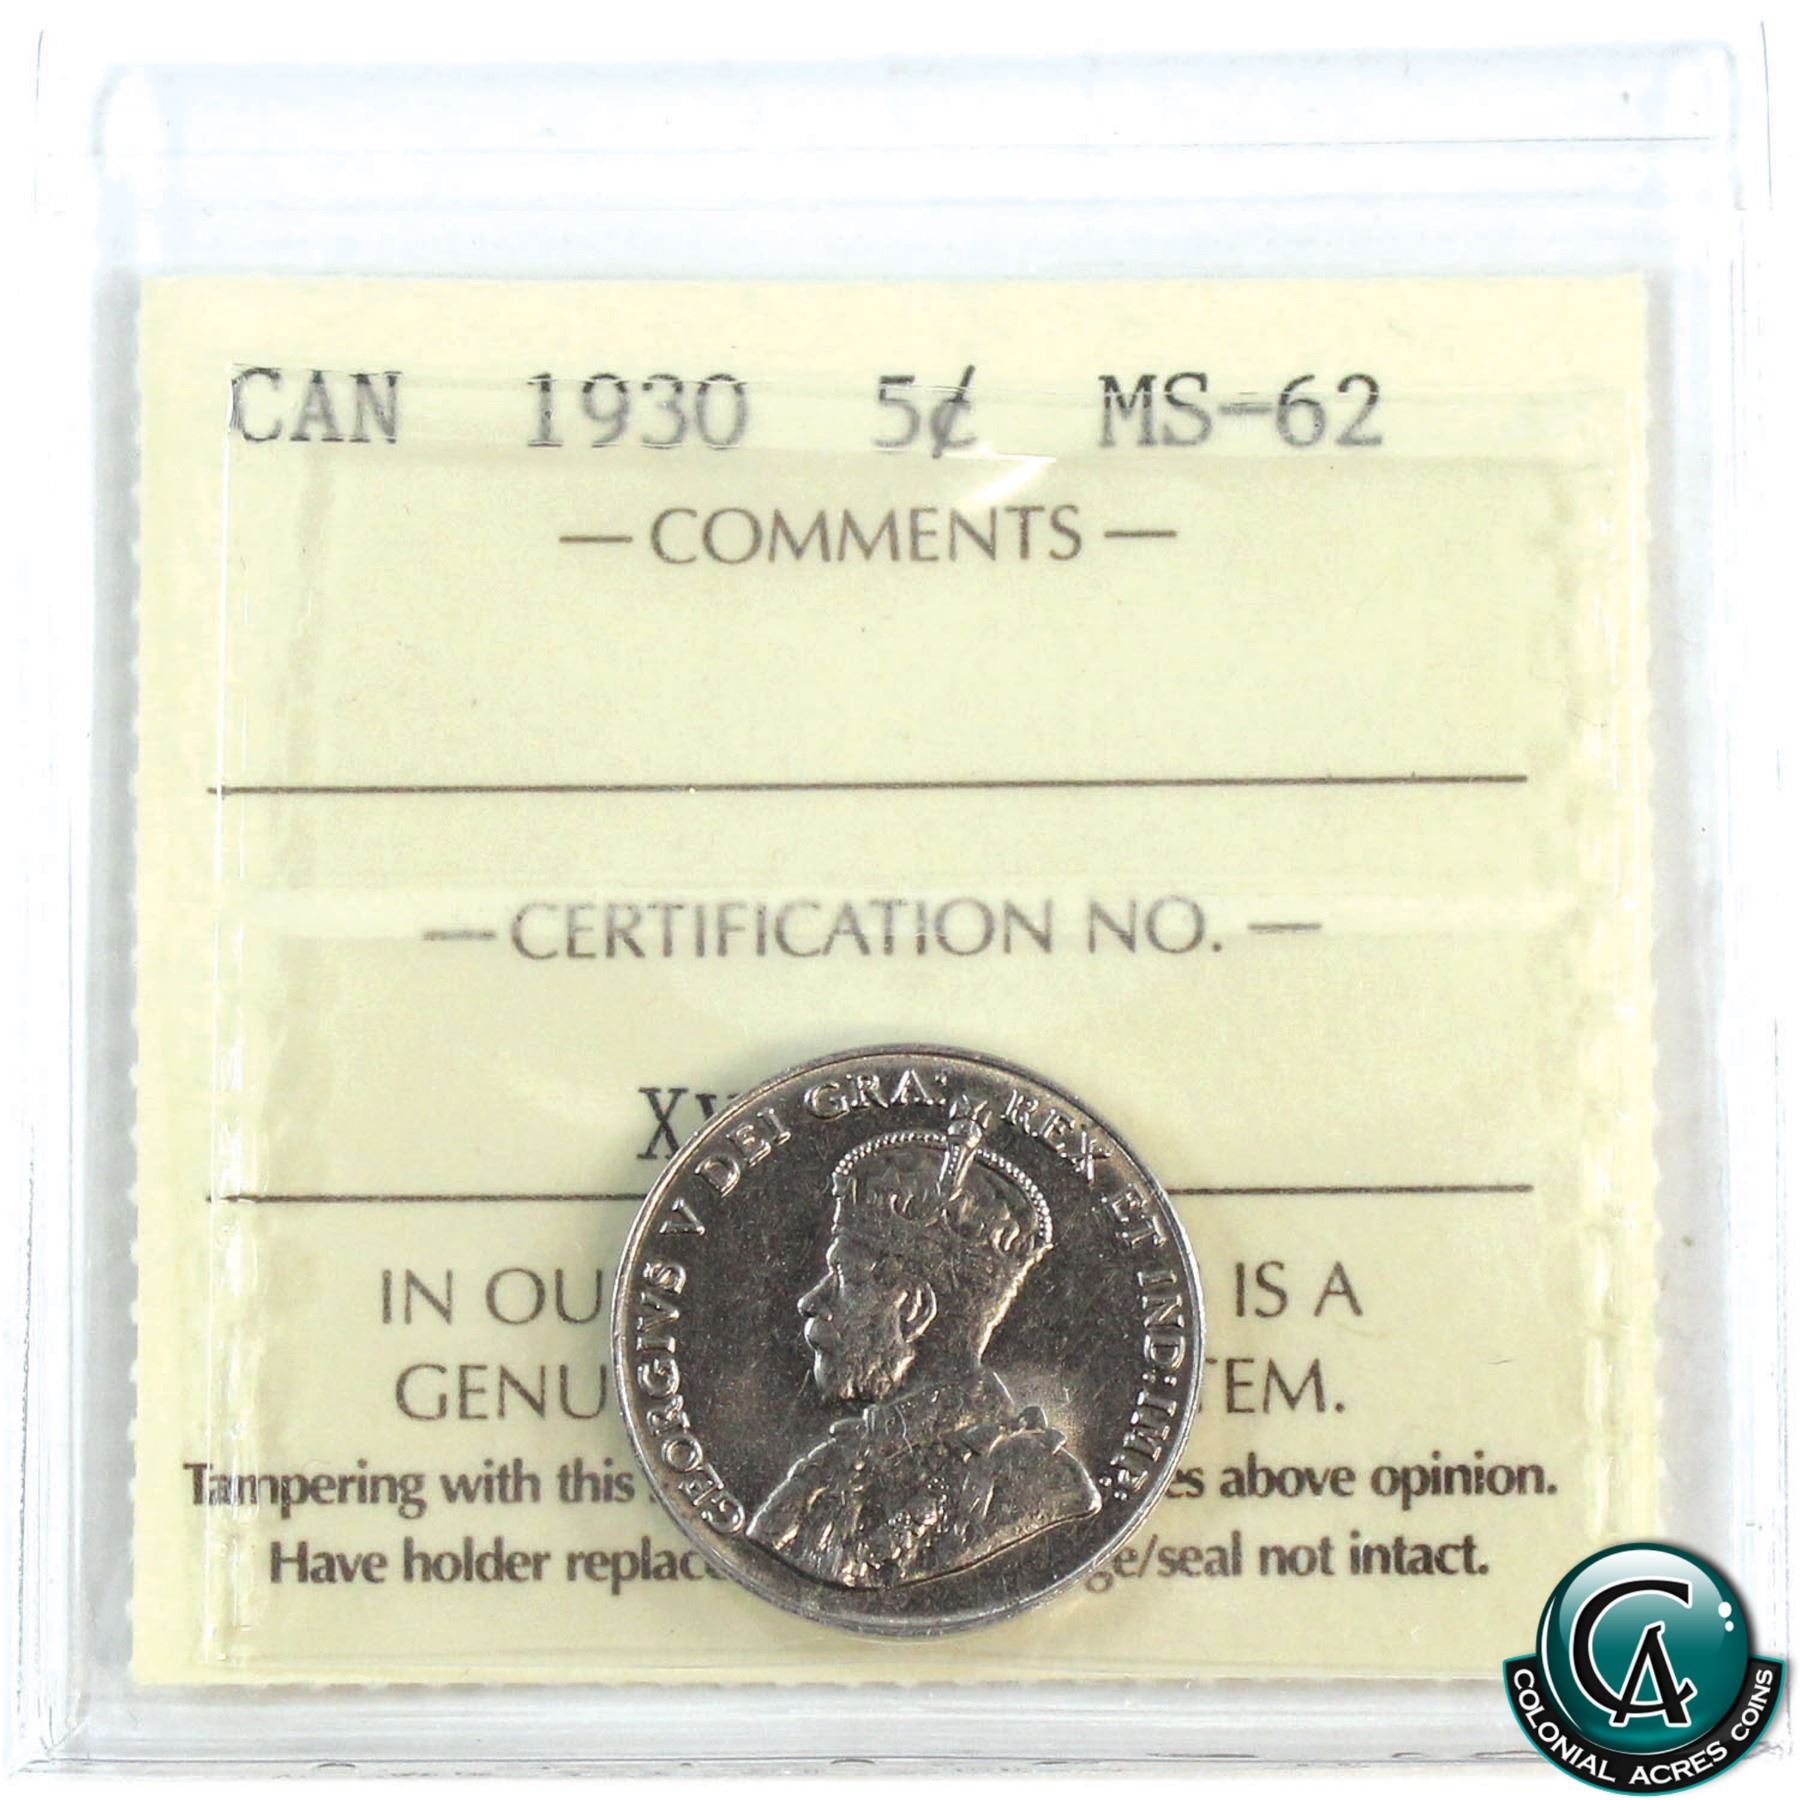 CAN 1930 5¢ MS-62
— COMMENTS —
— CERTIFICATION NO. —
GEORGIVS V DEI GRA: REX ET IND: IMP:
IN OU IS A
GENU TEM.
Tampering with this es above opinion.
Have holder replac ge/seal not intact.
CA
COLONIAL ACRES COINS